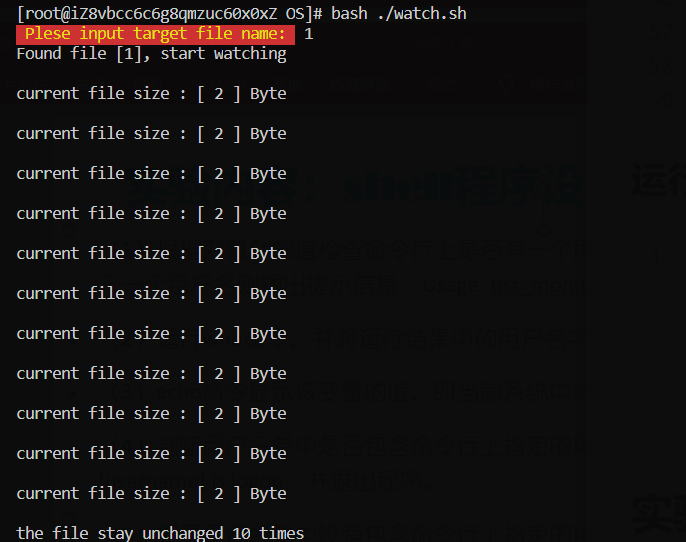 [root@iZ8vbcc6c6g8qmzuc60x0xZ OS]# bash ./watch.sh
Plese input target file name: 1
Found file [1], start watching
current file size : [ 2 ] Byte
current file size : [ 2 ] Byte
current file size : [ 2 ] Byte
current file size : [ 2 ] Byte
current file size : [ 2 ] Byte
current file size : [ 2 ] Byte
current file size : [ 2 ] Byte
current file size : [ 2 ] Byte
current file size : [ 2 ] Byte
current file size : [ 2 ] Byte
current file size : [ 2 ] Byte
the file stay unchanged 10 times